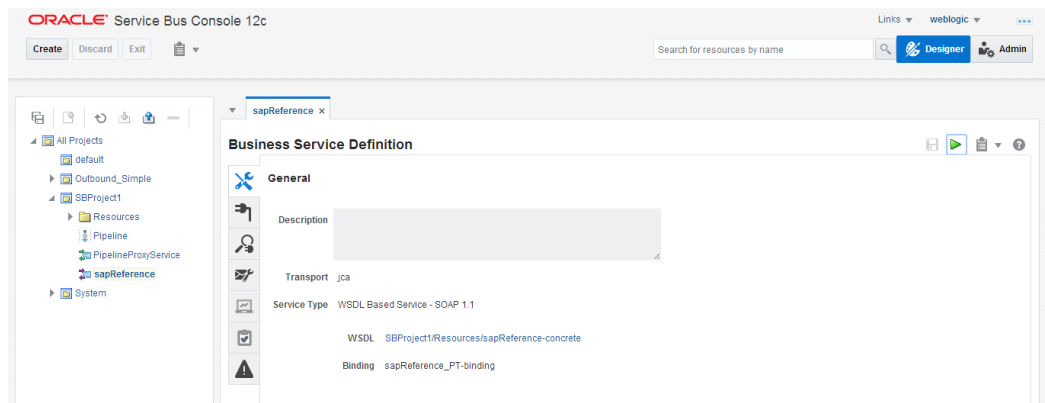 ORACLE® Service Bus Console 12c
Links weblogic
Create Discard Exit
Search for resources by name
Designer Admin
sapReference ×
All Projects
default
Outbound_Simple
SBProject1
Resources
Pipeline
PipelineProxyService
sapReference
System
Business Service Definition
General
Description
Transport jca
Service Type WSDL Based Service - SOAP 1.1
WSDL SBProject1/Resources/sapReference-concrete
Binding sapReference_PT-binding